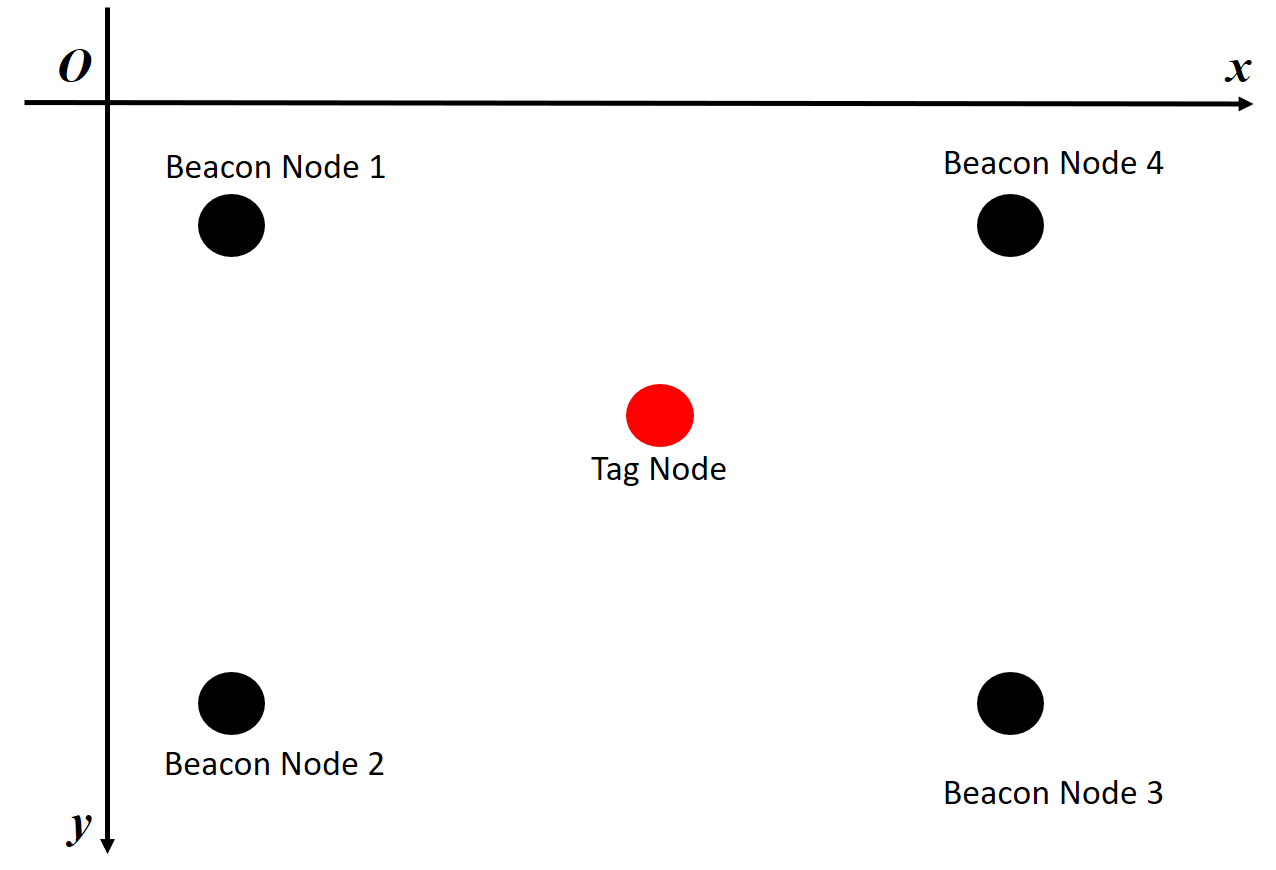 O
x
Beacon Node 1
Beacon Node 4
Tag Node
Beacon Node 2
Beacon Node 3
y